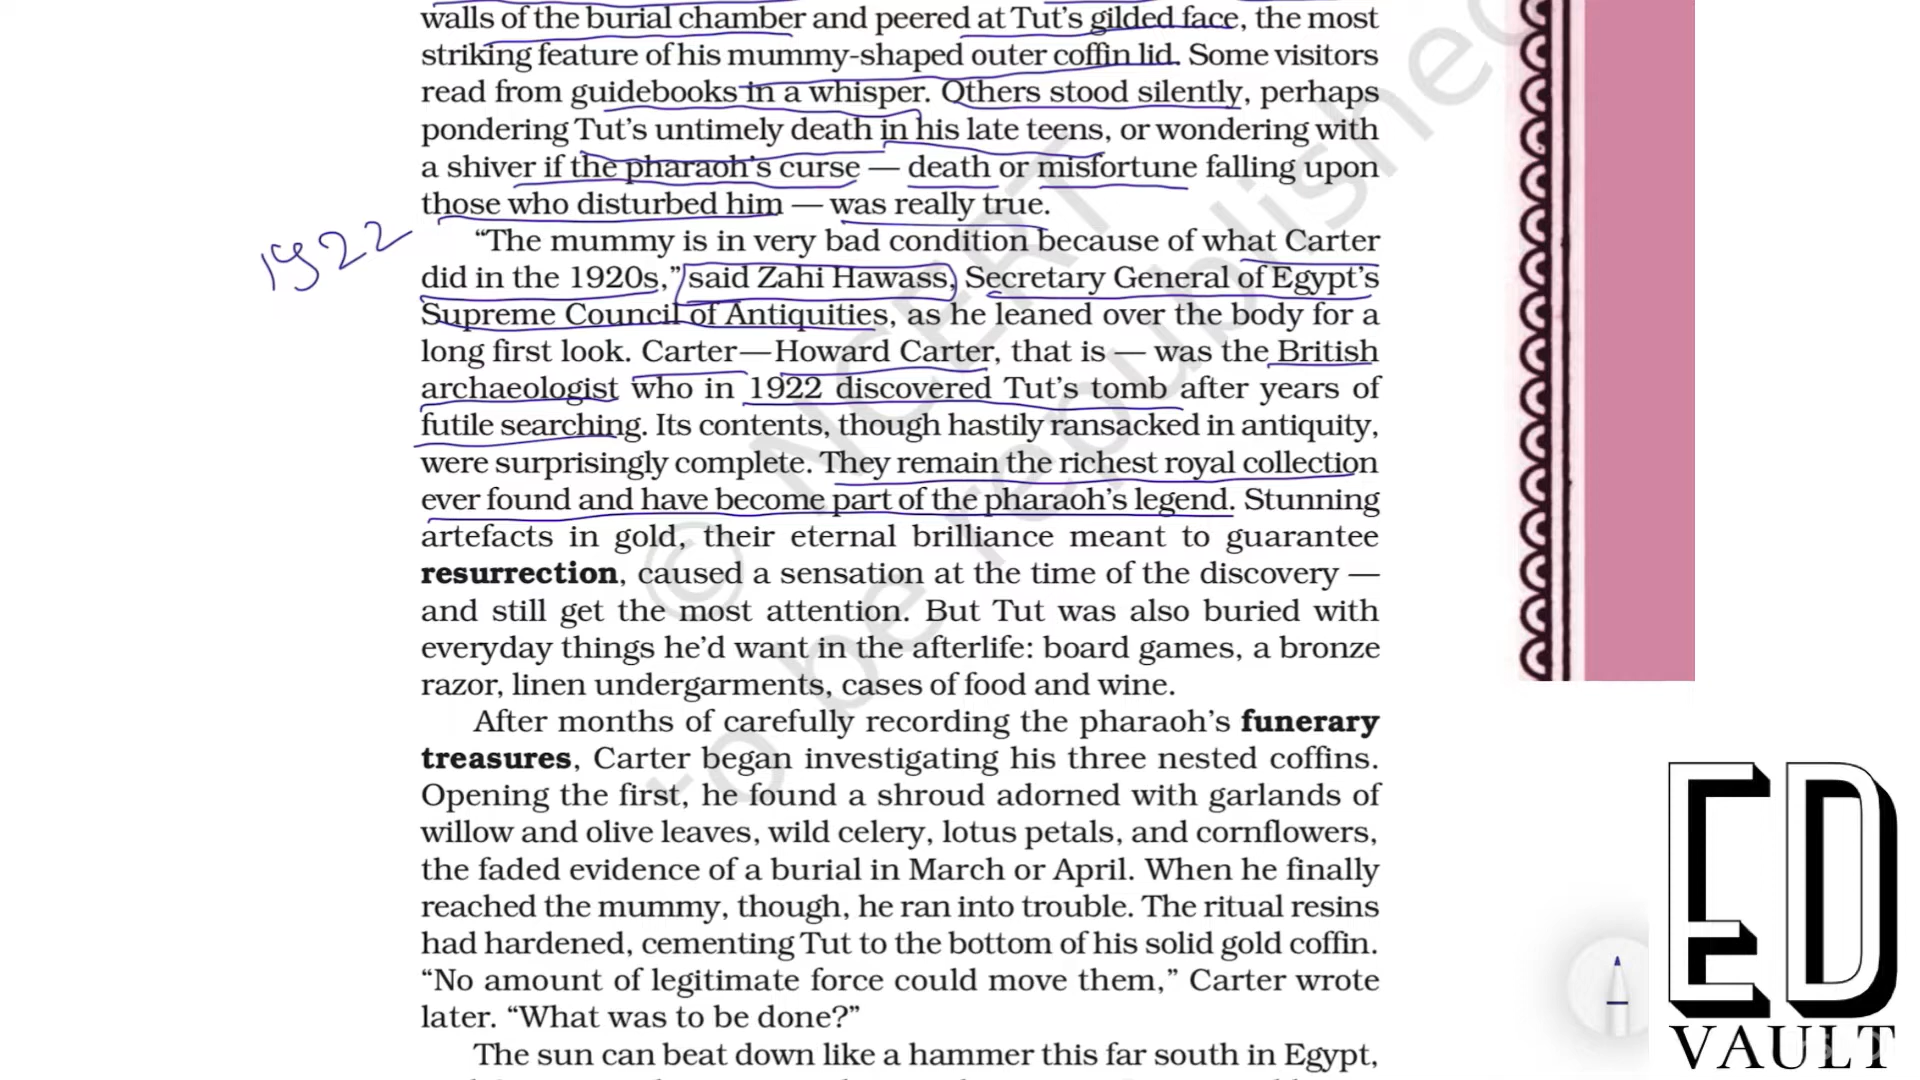 walls of the burial chamber and peered at Tut’s gilded face, the most
striking feature of his mummy-shaped outer coffin lid. Some visitors
read from guidebooks in a whisper. Others stood silently, perhaps
pondering Tut’s untimely death in his late teens, or wondering with
a shiver if the pharaoh’s curse — death or misfortune falling upon
those who disturbed him — was really true.
1922
“The mummy is in very bad condition because of what Carter
did in the 1920s,” said Zahi Hawass, Secretary General of Egypt’s
Supreme Council of Antiquities, as he leaned over the body for a
long first look. Carter—Howard Carter, that is — was the British
archaeologist who in 1922 discovered Tut’s tomb after years of
futile searching. Its contents, though hastily ransacked in antiquity,
were surprisingly complete. They remain the richest royal collection
ever found and have become part of the pharaoh’s legend. Stunning
artefacts in gold, their eternal brilliance meant to guarantee
resurrection, caused a sensation at the time of the discovery —
and still get the most attention. But Tut was also buried with
everyday things he’d want in the afterlife: board games, a bronze
razor, linen undergarments, cases of food and wine.
After months of carefully recording the pharaoh’s funerary
treasures, Carter began investigating his three nested coffins.
Opening the first, he found a shroud adorned with garlands of
willow and olive leaves, wild celery, lotus petals, and cornflowers,
the faded evidence of a burial in March or April. When he finally
reached the mummy, though, he ran into trouble. The ritual resins
had hardened, cementing Tut to the bottom of his solid gold coffin.
“No amount of legitimate force could move them,” Carter wrote
later. “What was to be done?”
The sun can beat down like a hammer this far south in Egypt,
© NCERT
to be republished
ED
VAULT